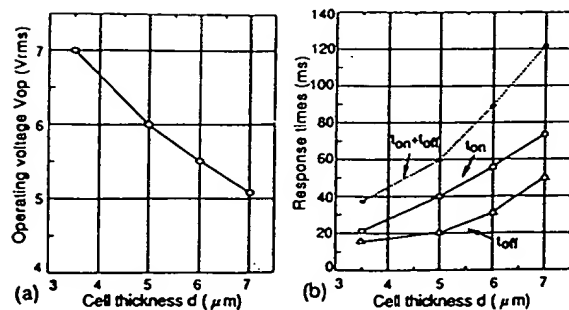 Operating voltage Vop (Vrms)
7
6
5
4
3 4 5 6 7
(a) Cell thickness d ( μm)
Response times (ms)
140
120
100
80
60
40
20
0
ton+toff
ton
toff
3 4 5 6 7
(b) Cell thickness d ( μm)